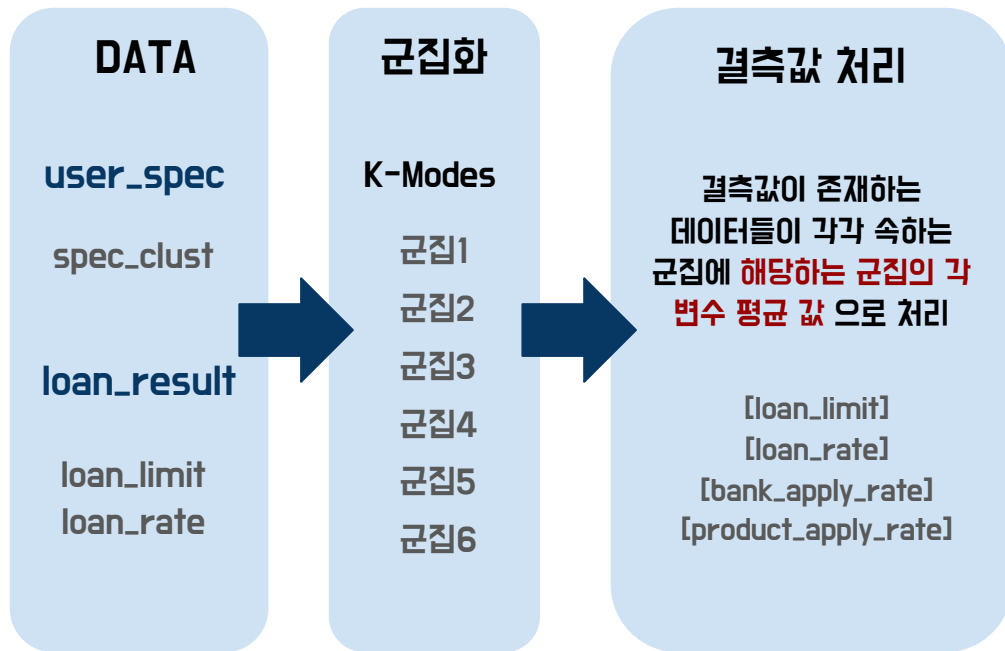 DATA
user_spec
spec_clust
loan_result
loan_limit
loan_rate
군집화
K-Modes
군집1
군집2
군집3
군집4
군집5
군집6
결측값 처리
결측값이 존재하는
데이터들이 각각 속하는
군집에 해당하는 군집의 각
변수 평균 값 으로 처리
[loan_limit]
[loan_rate]
[bank_apply_rate]
[product_apply_rate]